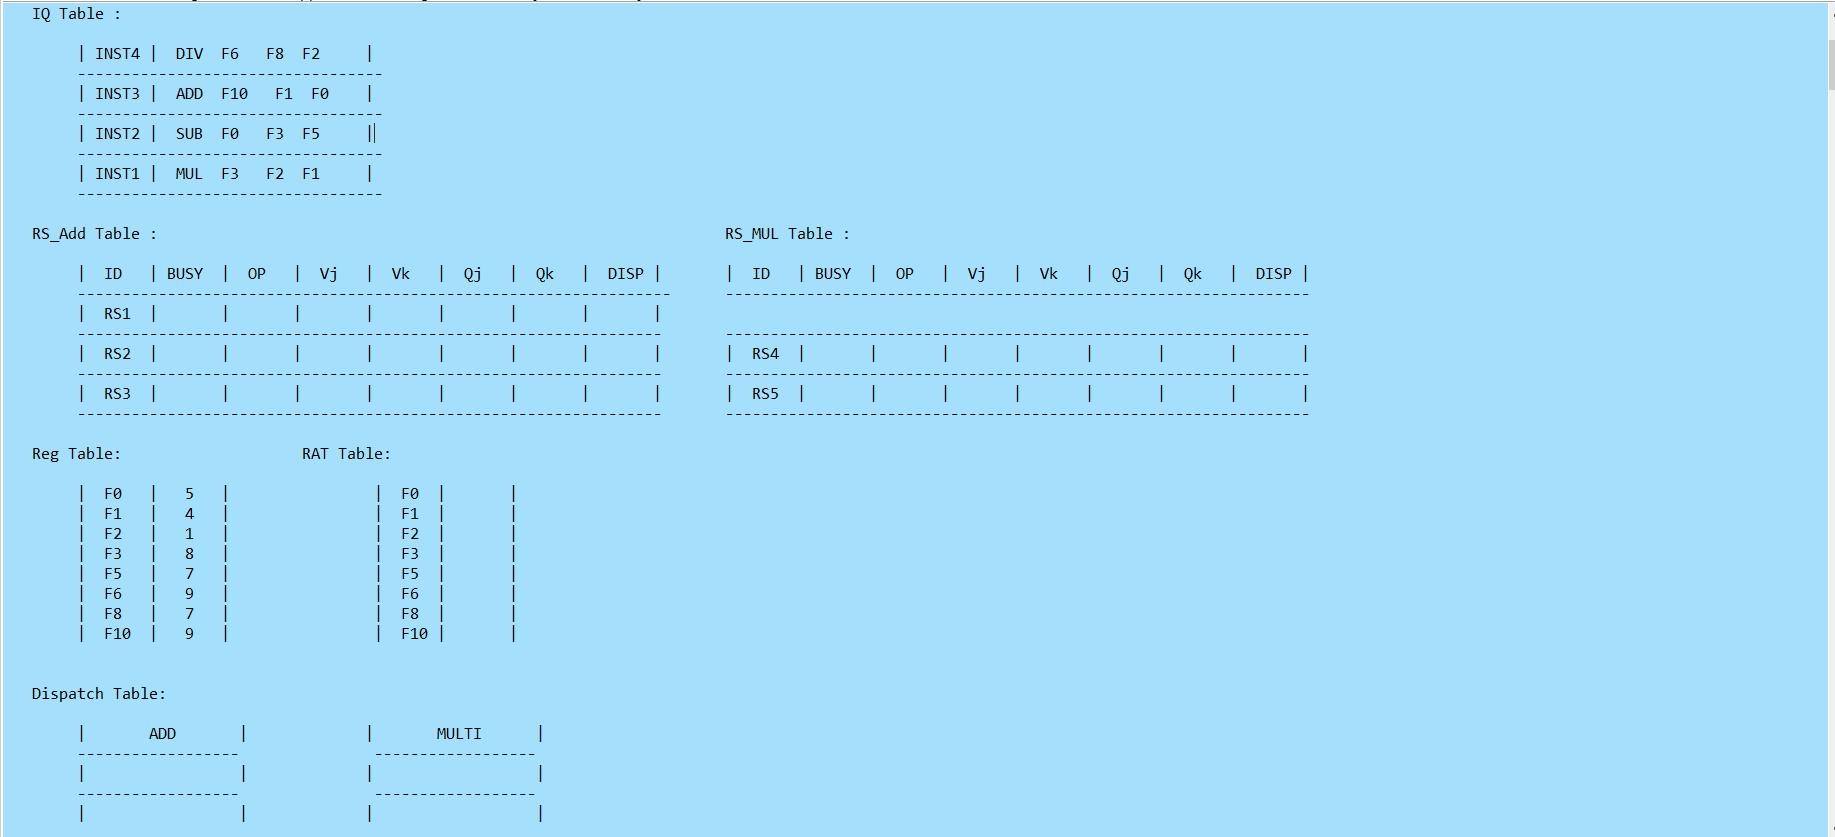 IQ Table :
| INST4 | DIV F6 F8 F2 |
----------------------------------
| INST3 | ADD F10 F1 F0 |
----------------------------------
| INST2 | SUB F0 F3 F5 |
----------------------------------
| INST1 | MUL F3 F2 F1 |
----------------------------------
RS_Add Table : RS_MUL Table :
| ID | BUSY | OP | Vj | Vk | Qj | Qk | DISP | | ID | BUSY | OP | Vj | Vk | Qj | Qk | DISP |
------------------------------------------------------------------ -----------------------------------------------------------------
| RS1 | | | | | | | |
----------------------------------------------------------------- -----------------------------------------------------------------
| RS2 | | | | | | | | | RS4 | | | | | | | |
----------------------------------------------------------------- -----------------------------------------------------------------
| RS3 | | | | | | | | | RS5 | | | | | | | |
----------------------------------------------------------------- -----------------------------------------------------------------
Reg Table: RAT Table:
| F0 | 5 | | F0 | |
| F1 | 4 | | F1 | |
| F2 | 1 | | F2 | |
| F3 | 8 | | F3 | |
| F5 | 7 | | F5 | |
| F6 | 9 | | F6 | |
| F8 | 7 | | F8 | |
| F10 | 9 | | F10 | |
Dispatch Table:
| ADD | | MULTI |
------------------ ------------------
| | | |
------------------ ------------------
| | | |